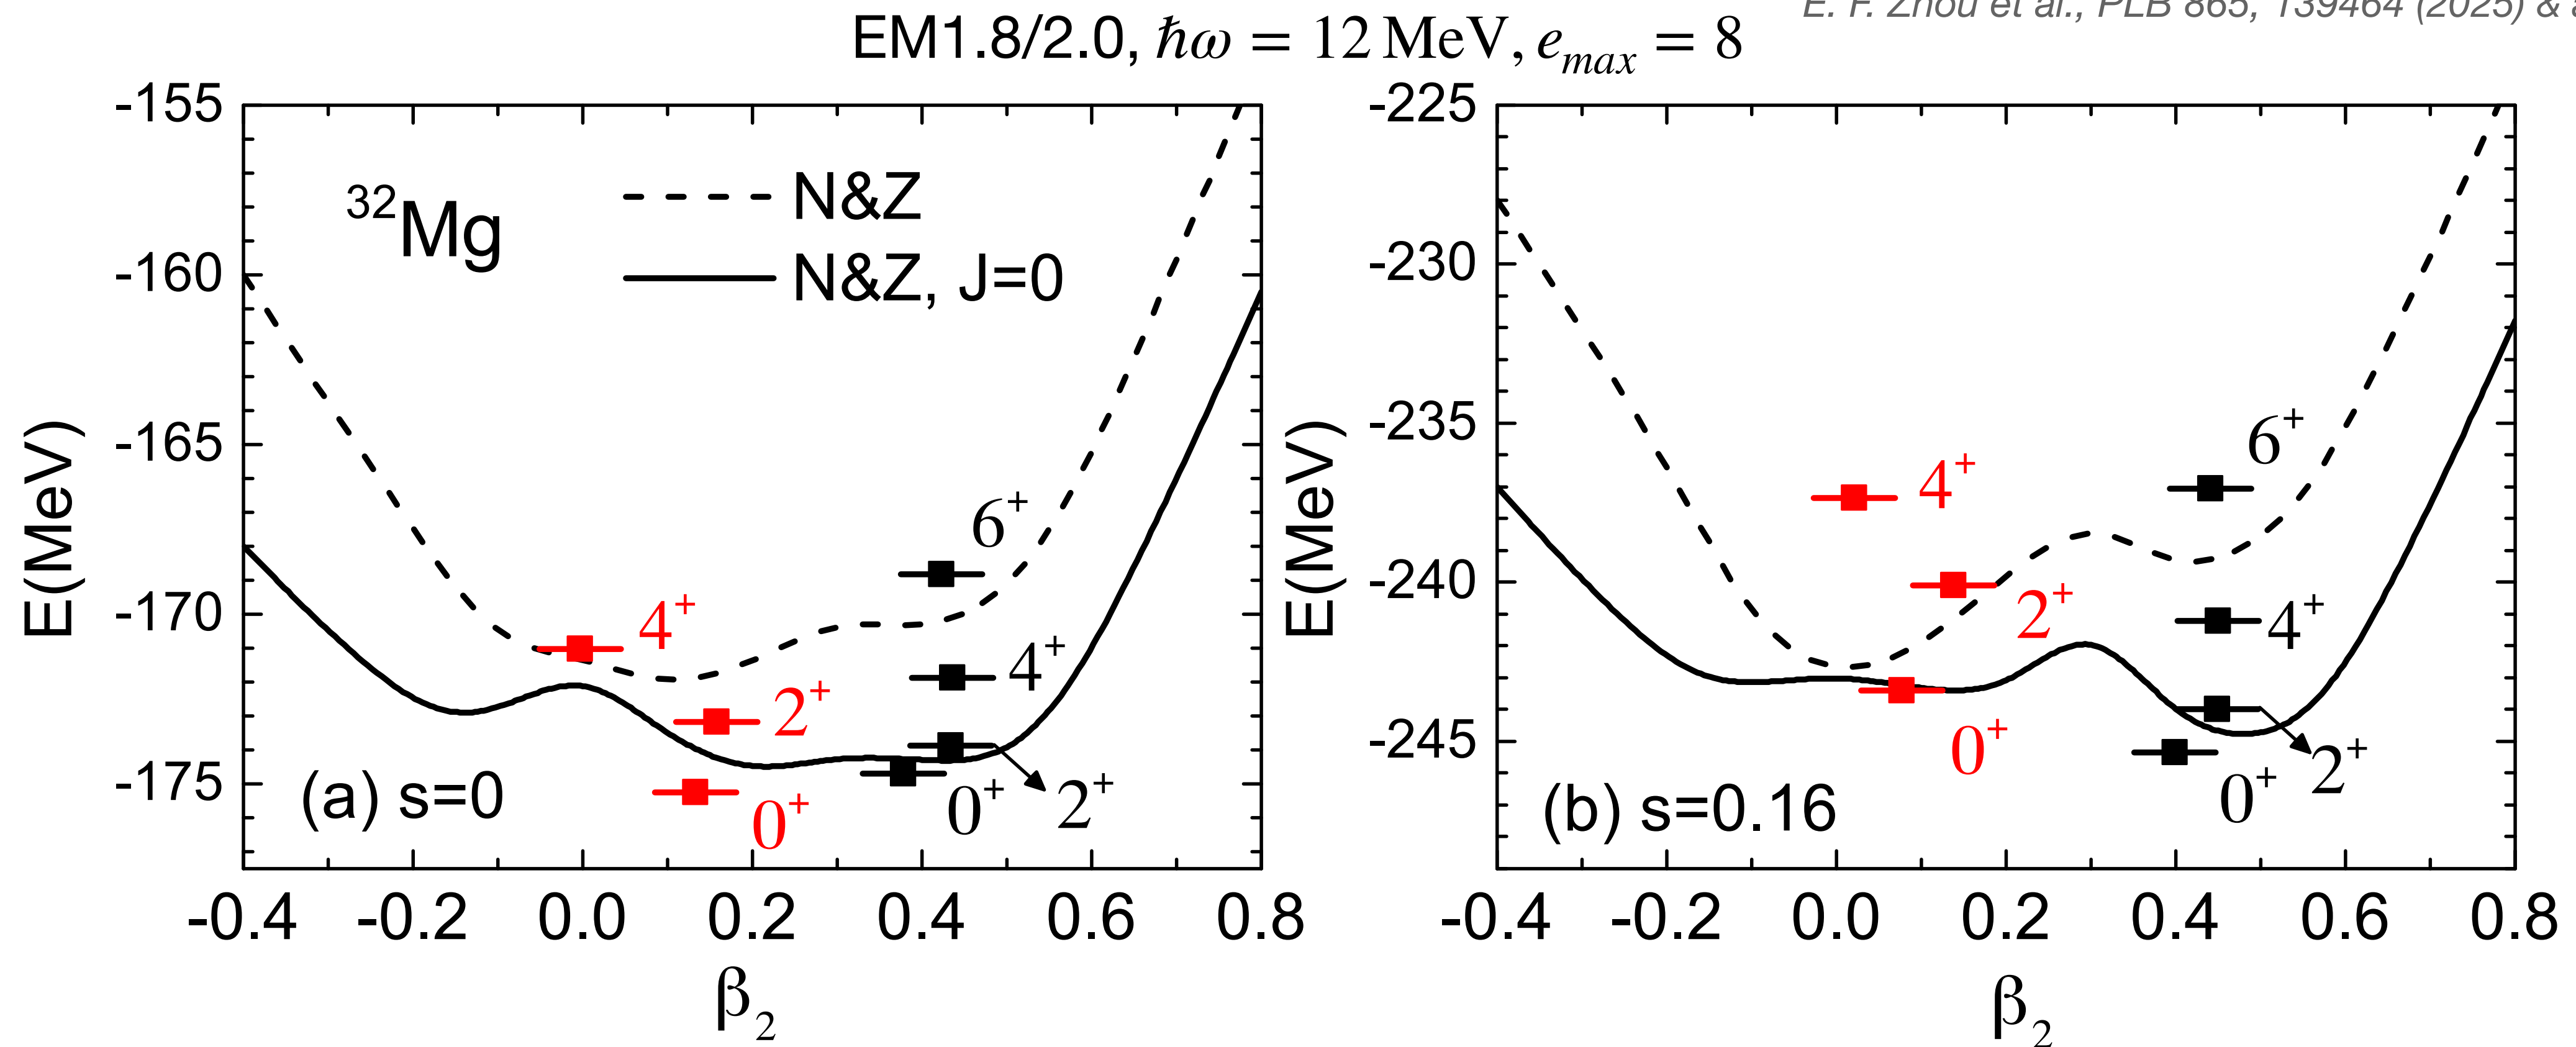 E. F. Zhou et al., PLB 865, 139464 (2025) &
EM1.8/2.0, ℏω = 12 MeV, e_max = 8
-155
-160
-165
-170
-175
E(MeV)
³²Mg
N&Z
N&Z, J=0
6⁺
4⁺
4⁺
2⁺
0⁺
0⁺
2⁺
(a) s=0
-0.4 -0.2 0.0 0.2 0.4 0.6 0.8
β₂
-225
-230
-235
-240
-245
E(MeV)
6⁺
4⁺
2⁺
4⁺
0⁺
0⁺
2⁺
(b) s=0.16
-0.4 -0.2 0.0 0.2 0.4 0.6 0.8
β₂